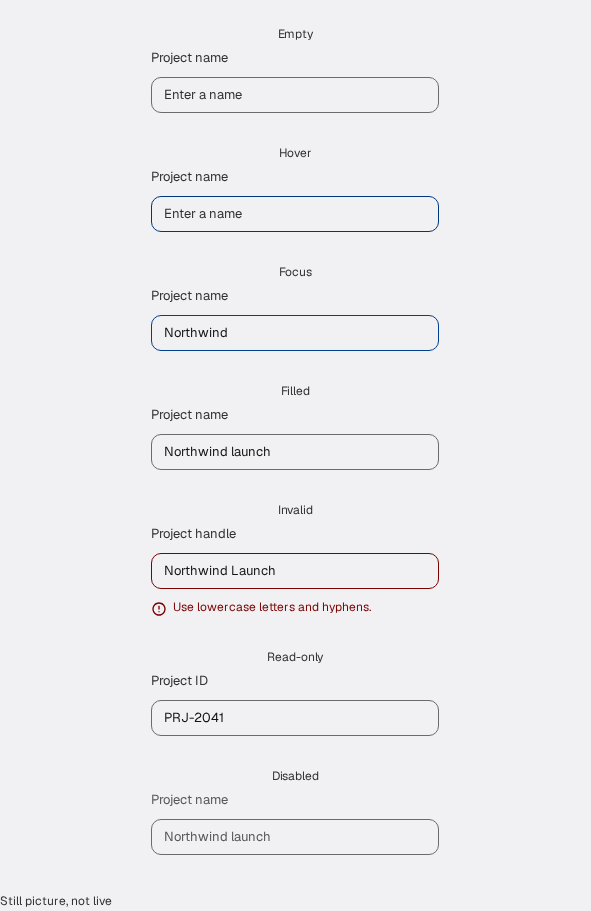 Empty
Project name
Enter a name
Hover
Project name
Enter a name
Focus
Project name
Northwind
Filled
Project name
Northwind launch
Invalid
Project handle
Northwind Launch
Use lowercase letters and hyphens.
Read-only
Project ID
PRJ-2041
Disabled
Project name
Northwind launch
Still picture, not live